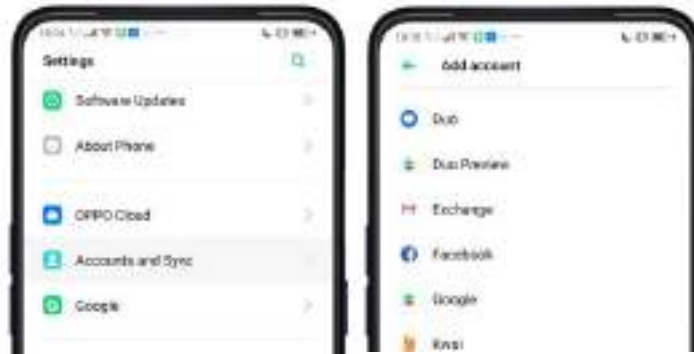 Settings
Software Updates
About Phone
OPPO Cloud
Accounts and Sync
Google
Add account
Duo
Duo Preview
Exchange
Facebook
Google